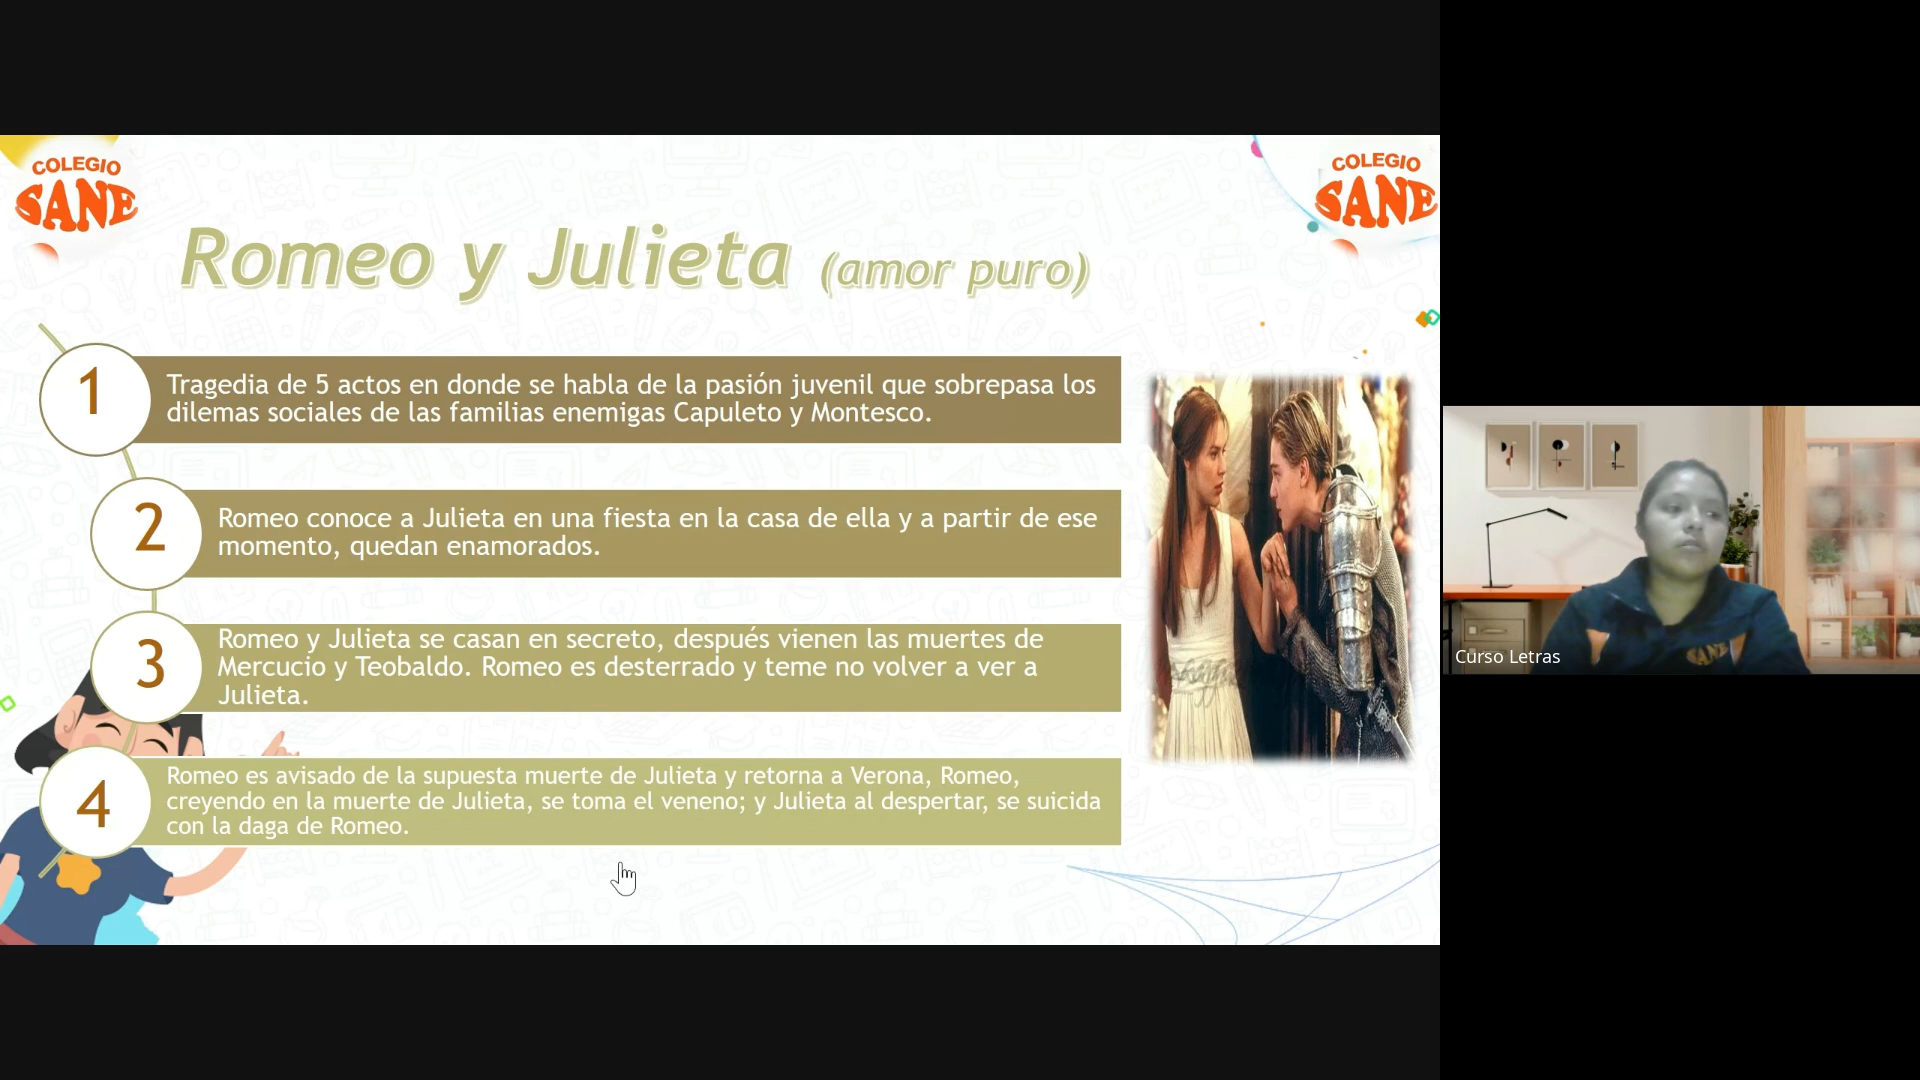 COLEGIO
SANE
COLEGIO
SANE
Romeo y Julieta (amor puro)
1
Tragedia de 5 actos en donde se habla de la pasión juvenil que sobrepasa los
dilemas sociales de las familias enemigas Capuleto y Montesco.
2
Romeo conoce a Julieta en una fiesta en la casa de ella y a partir de ese
momento, quedan enamorados.
3
Romeo y Julieta se casan en secreto, después vienen las muertes de
Mercucio y Teobaldo. Romeo es desterrado y teme no volver a ver a
Julieta.
4
Romeo es avisado de la supuesta muerte de Julieta y retorna a Verona, Romeo,
creyendo en la muerte de Julieta, se toma el veneno; y Julieta al despertar, se suicida
con la daga de Romeo.
SANE
Curso Letras